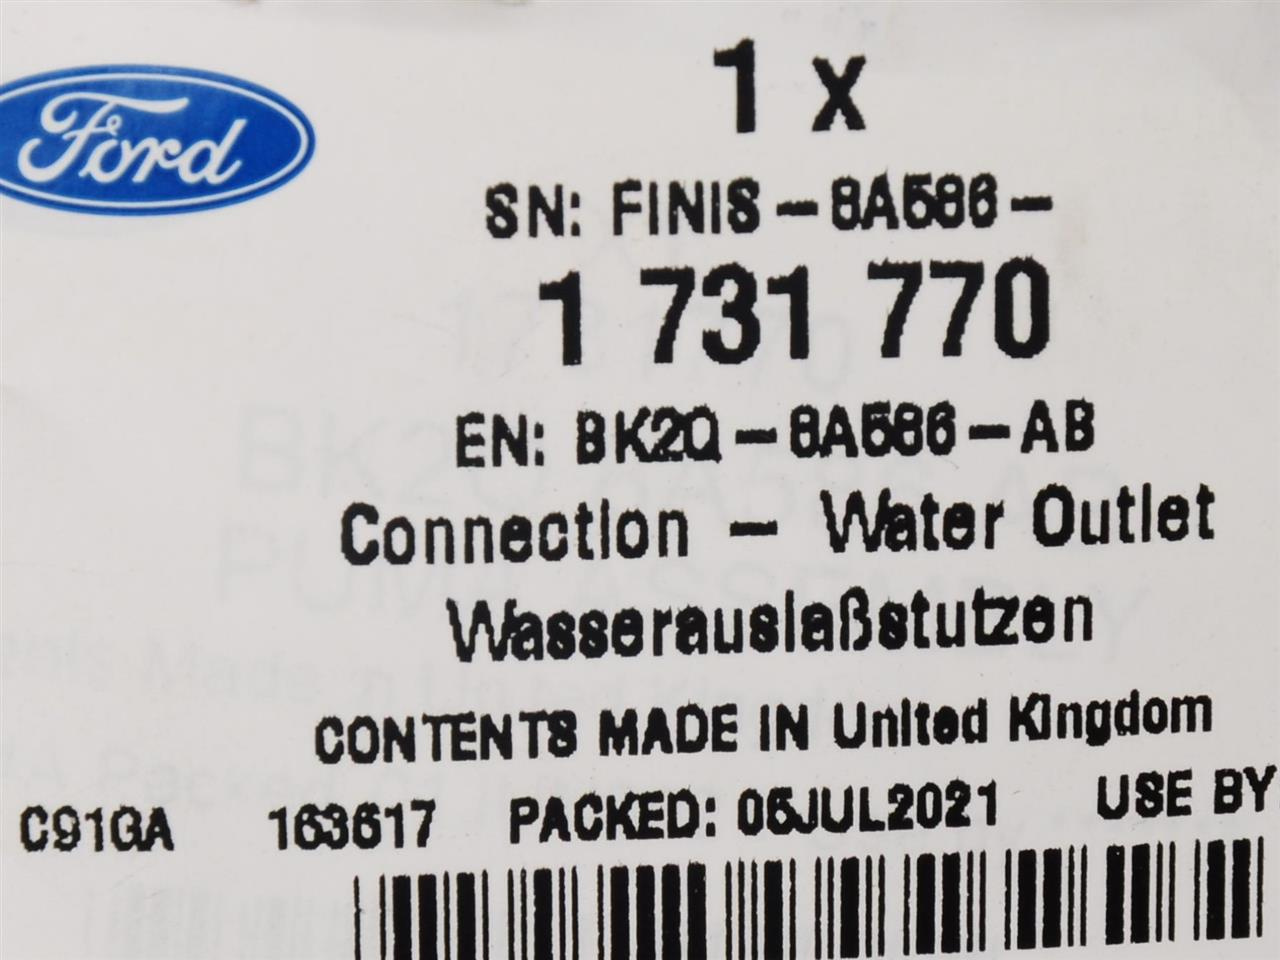 Ford
1 x
SN: FINIS - 8A586 -
1 731 770
EN: BK2Q - 8A586 - AB
Connection - Water Outlet
Wasserauslaßstutzen
CONTENTS MADE IN United Kingdom
C91GA 163617 PACKED: 05JUL2021 USE BY